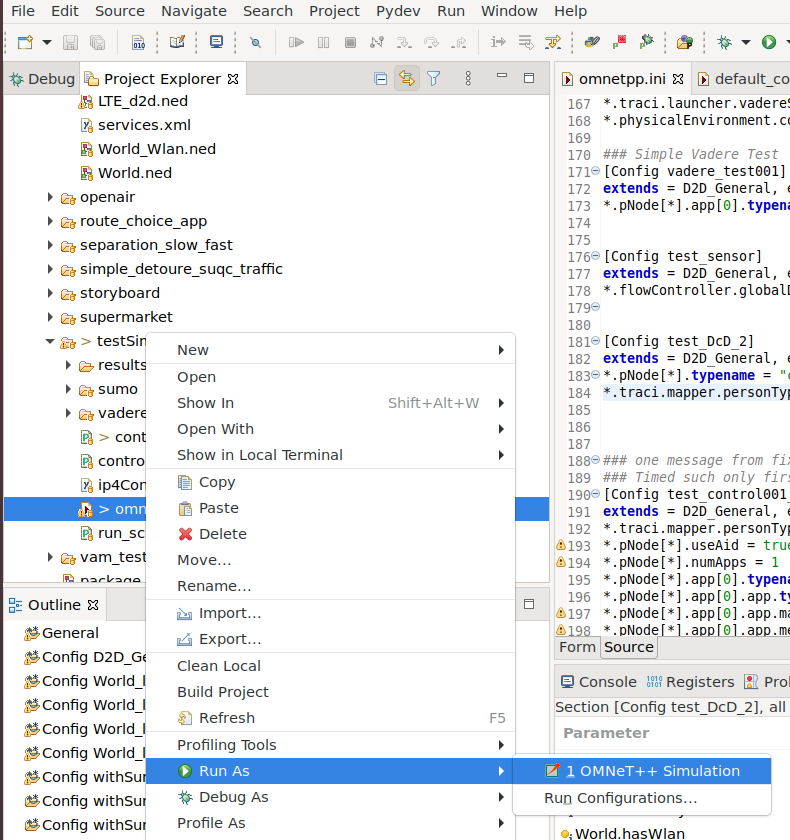 File Edit Source Navigate Search Project Pydev Run Window Help
Debug Project Explorer
LTE_d2d.ned
services.xml
World_Wlan.ned
World.ned
openair
route_choice_app
separation_slow_fast
simple_detoure_suqc_traffic
storyboard
supermarket
> testSim
results
sumo
vadere
> cont
contro
ip4Con
> omn
run_sc
vam_test
package
New
Open
Show In Shift+Alt+W
Open With
Show in Local Terminal
Copy
Paste
Delete
Move...
Rename...
Import...
Export...
Clean Local
Build Project
Refresh F5
Profiling Tools
Run As
Debug As
Profile As
1 OMNeT++ Simulation
Run Configurations...
Outline
General
Config D2D_Ge
Config World_
Config World_
Config World_
Config World_
Config withSu
Config withSur
Config withSur
omnetpp.ini default_co
167 *.traci.launcher.vadereS
168 *.physicalEnvironment.co
169
170 ### Simple Vadere Test
171 [Config vadere_test001]
172 extends = D2D_General, e
173 *.pNode[*].app[0].typena
174
175
176 [Config test_sensor]
177 extends = D2D_General, e
178 *.flowController.globalD
179
180
181 [Config test_DcD_2]
182 extends = D2D_General, e
183 *.pNode[*].typename = "c
184 *.traci.mapper.personTyp
185
186
187
188 ### one message from fix
189 ### Timed such only firs
190 [Config test_control001_
191 extends = D2D_General, e
192 *.traci.mapper.personTyp
193 *.pNode[*].useAid = true
194 *.pNode[*].numApps = 1
195 *.pNode[*].app[0].typena
196 *.pNode[*].app[0].app.ty
197 *.pNode[*].app[0].app.ma
198 *.pNode[*].app[0].app.me
Form Source
Console Registers Pro
Section [Config test_DcD_2], all
Parameter
World.hasWlan